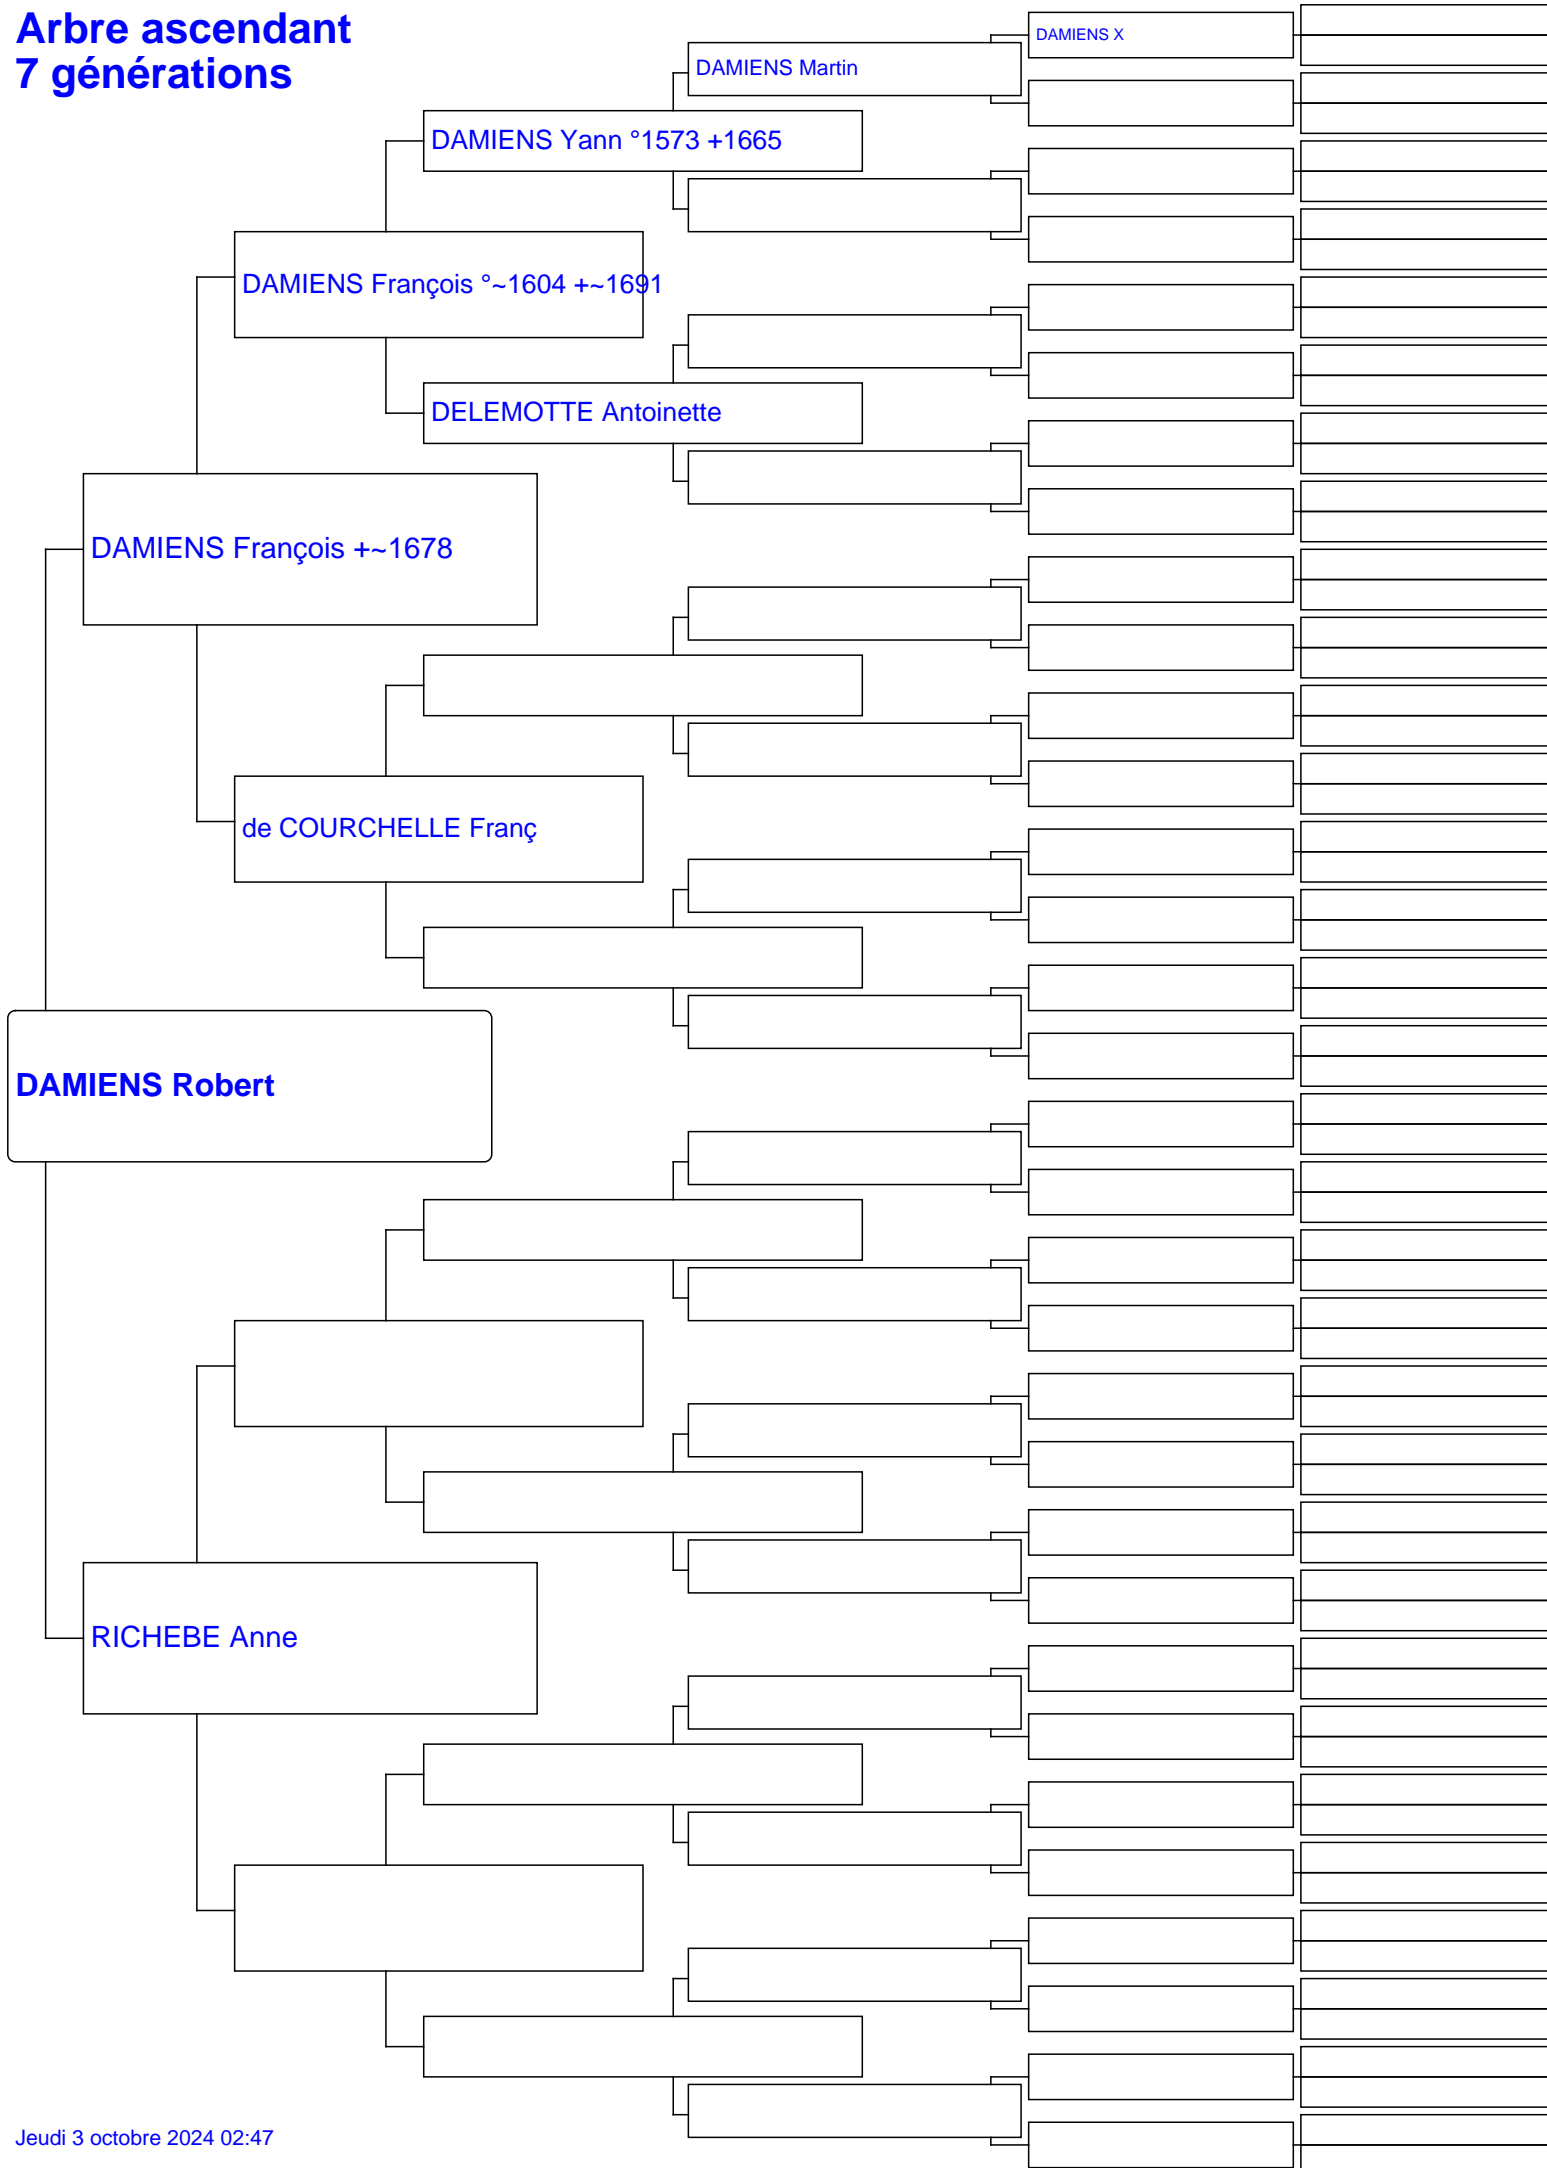 Arbre ascendant
7 générations
DAMIENS X
DAMIENS Martin
DAMIENS Yann °1573 +1665
DAMIENS François °~1604 +~1691
DELEMOTTE Antoinette
DAMIENS François +~1678
de COURCHELLE Franç
DAMIENS Robert
RICHEBE Anne
Jeudi 3 octobre 2024 02:47